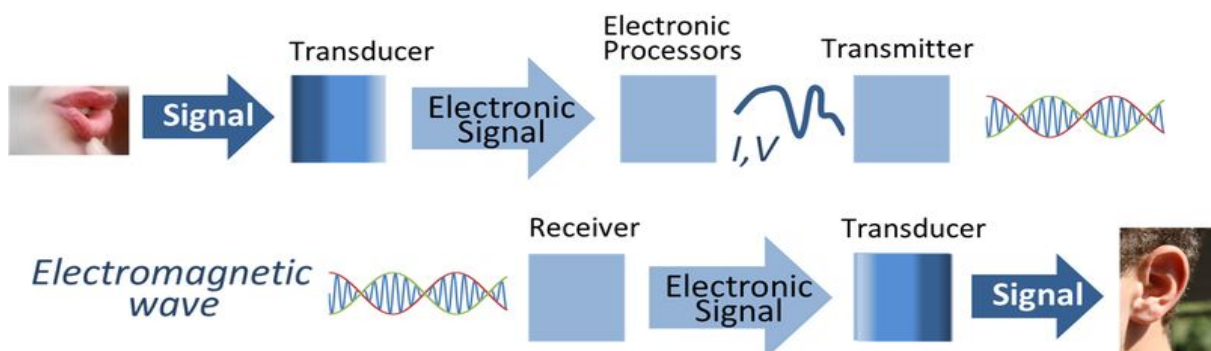 Transducer
Electronic
Processors
Transmitter
Signal
Electronic
Signal
I,V
Receiver
Transducer
Electromagnetic
wave
Electronic
Signal
Signal